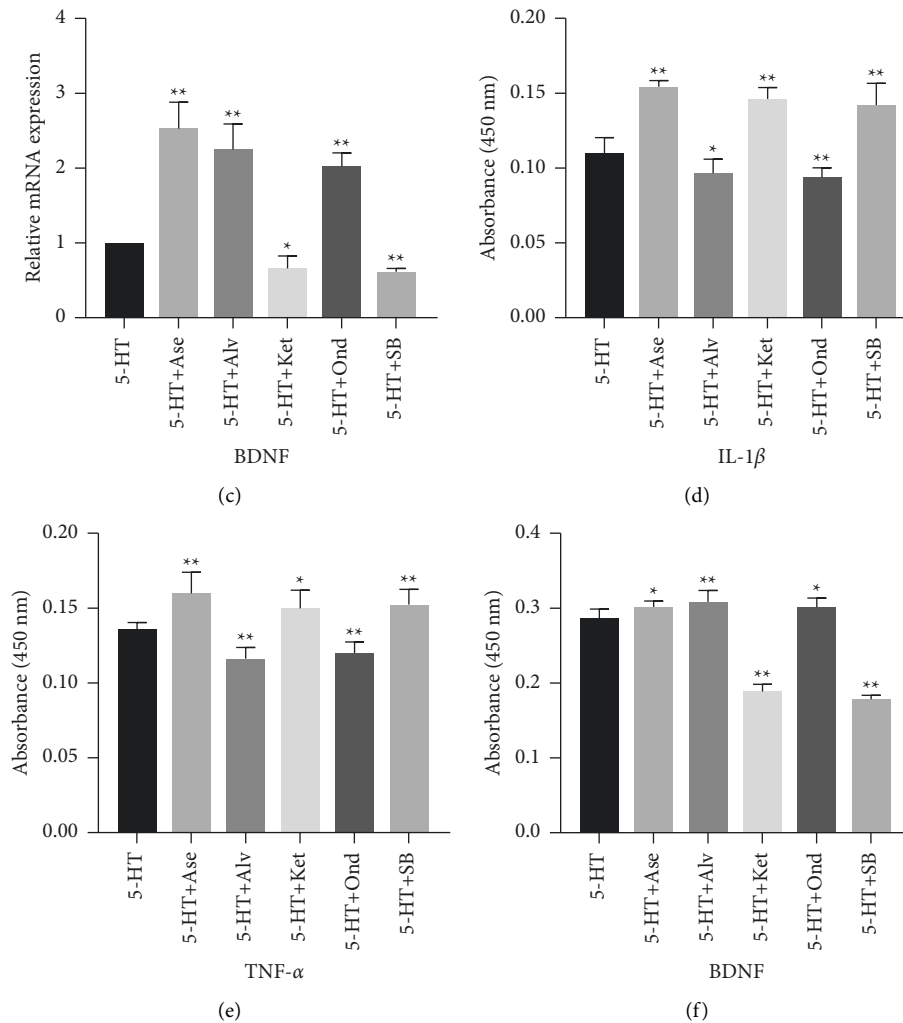 4
3
2
1
0
Relative mRNA expression
**
**
*
**
**
5-HT
5-HT+Ase
5-HT+Alv
5-HT+Ket
5-HT+Ond
5-HT+SB
BDNF
(c)
0.20
0.15
0.10
0.05
0.00
Absorbance (450 nm)
**
*
**
**
**
5-HT
5-HT+Ase
5-HT+Alv
5-HT+Ket
5-HT+Ond
5-HT+SB
IL-1β
(d)
0.20
0.15
0.10
0.05
0.00
Absorbance (450 nm)
**
**
*
**
**
5-HT
5-HT+Ase
5-HT+Alv
5-HT+Ket
5-HT+Ond
5-HT+SB
TNF-α
(e)
0.4
0.3
0.2
0.1
0.0
Absorbance (450 nm)
*
**
**
*
**
5-HT
5-HT+Ase
5-HT+Alv
5-HT+Ket
5-HT+Ond
5-HT+SB
BDNF
(f)